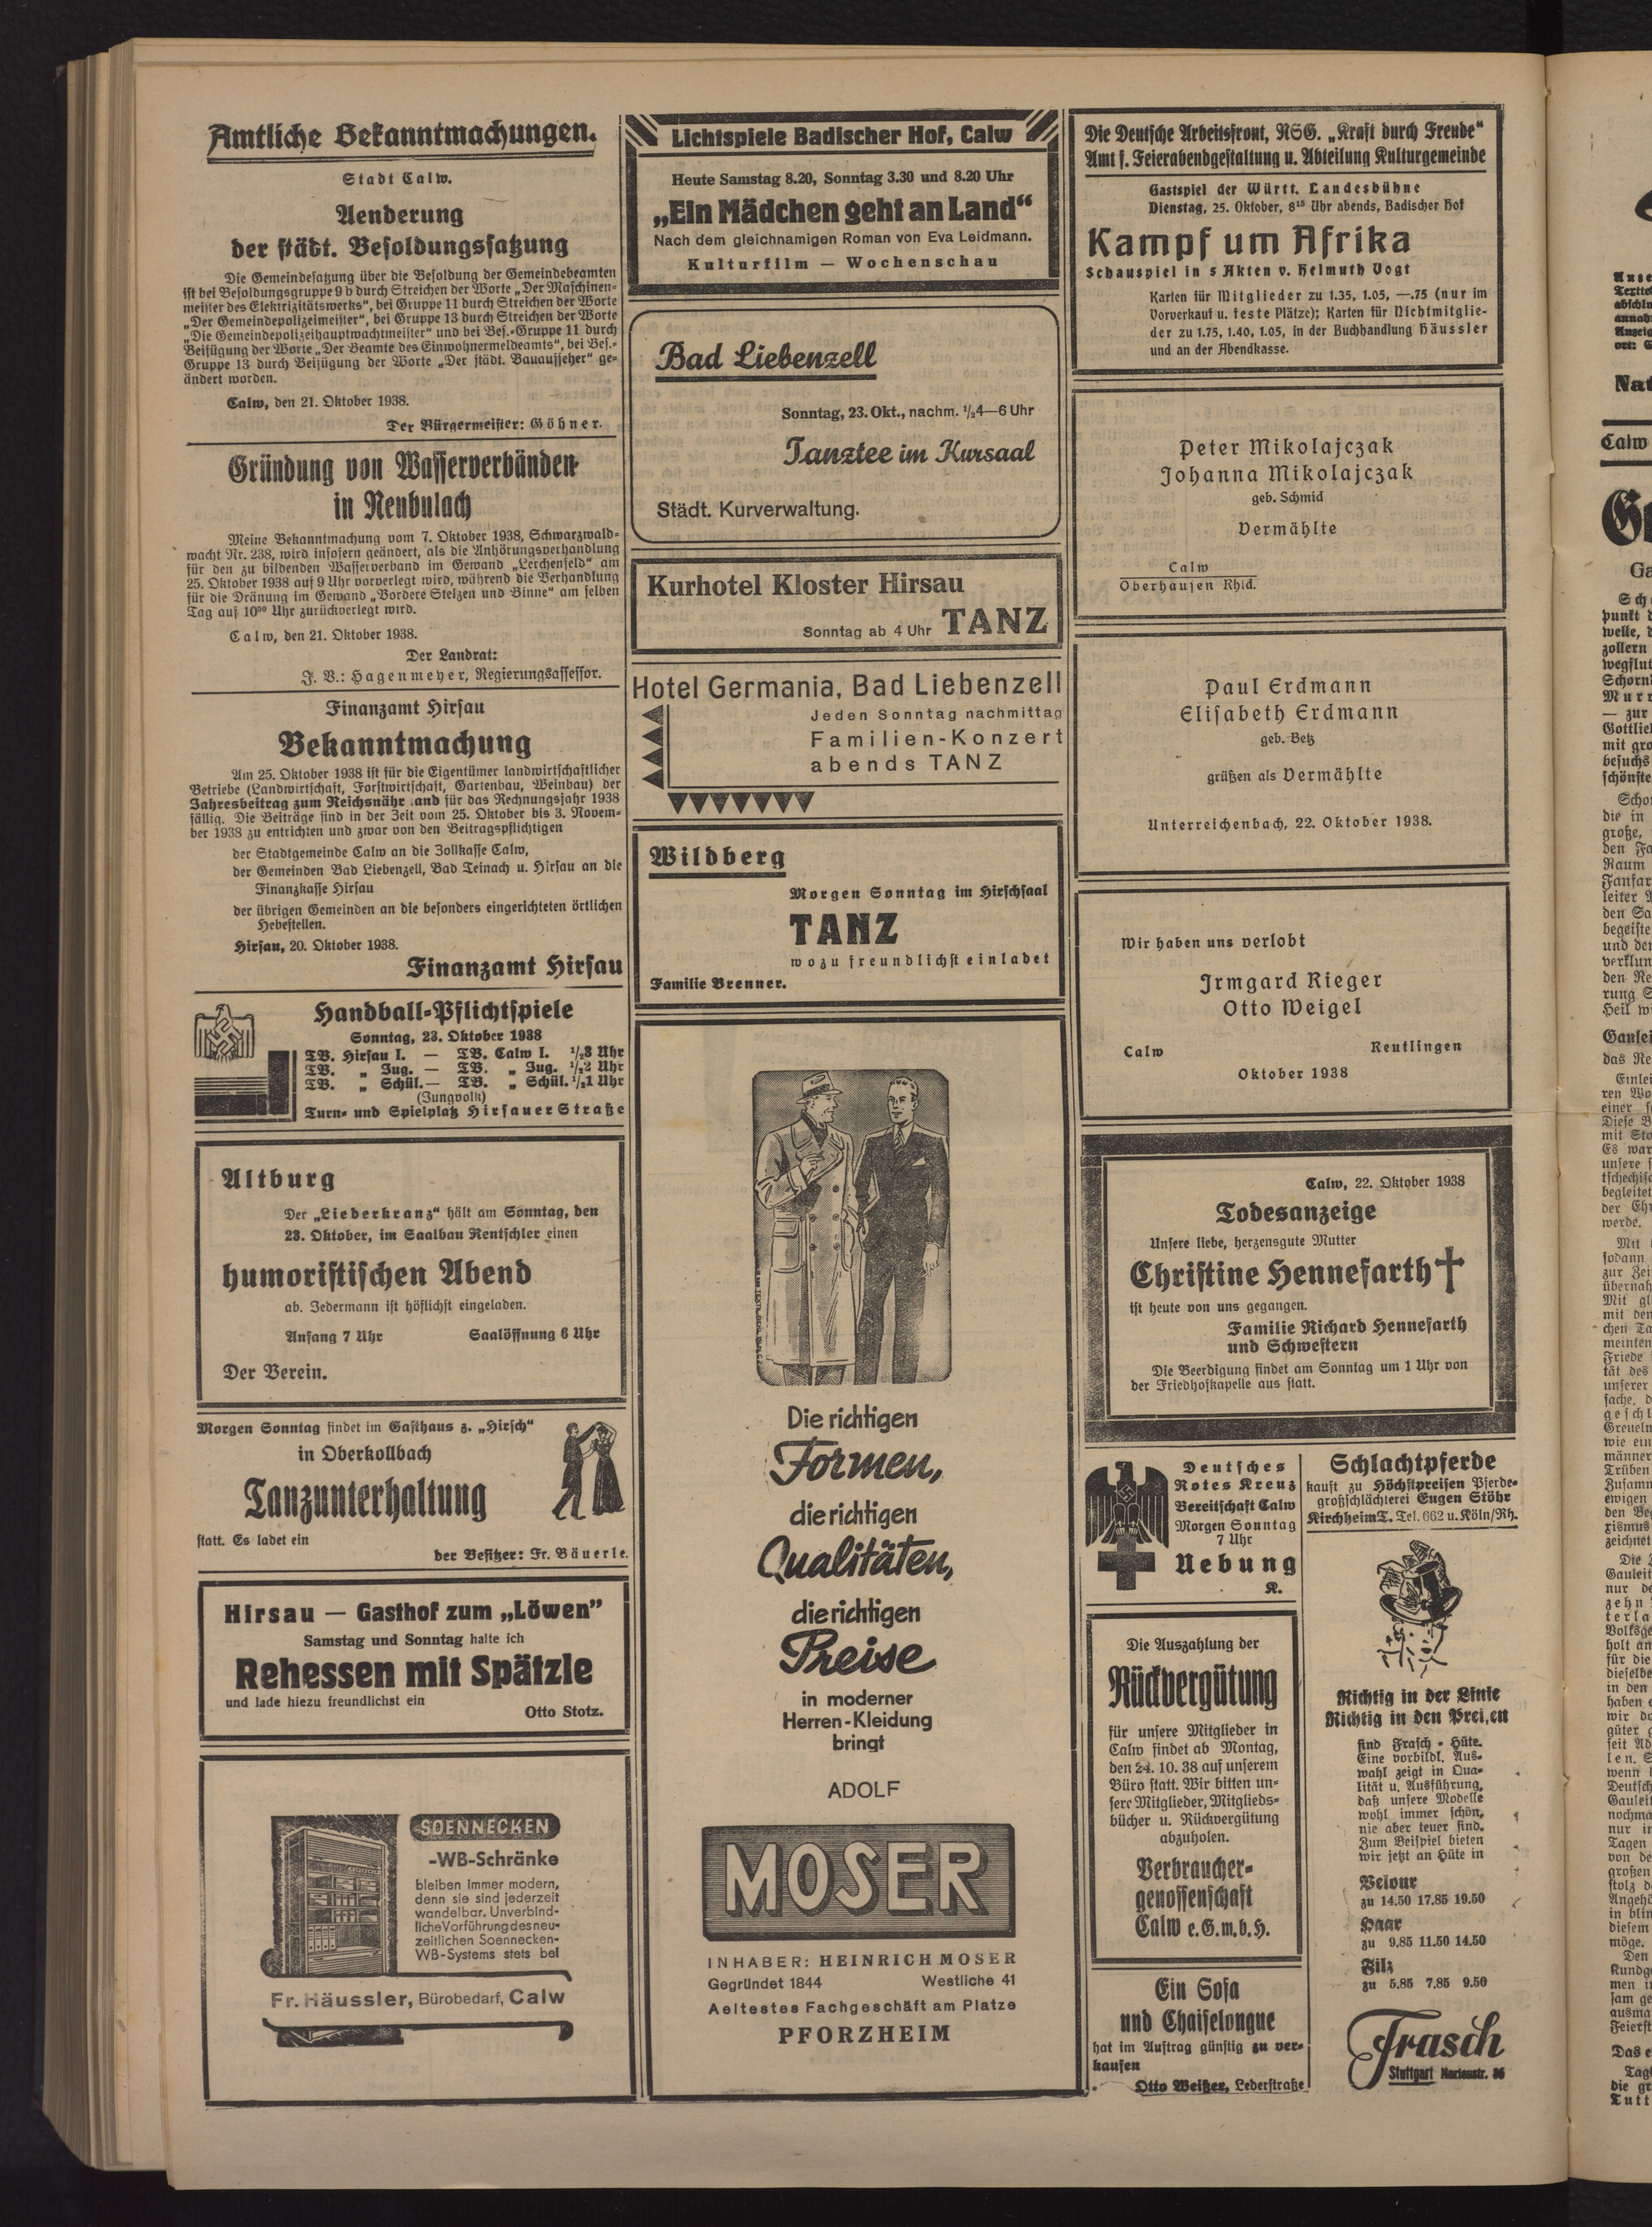 Amtliche Bekanntmachungen.
Stadt Calw.
Aenderung
der städt. Besoldungssatzung
Die Gemeindesatzung über die Besoldung der Gemeindebeamten
ist bei Besoldungsgruppe 9 b durch Streichen der Worte „Der Maschinen-
meister des Elektrizitätswerks“, bei Gruppe 11 durch Streichen der Worte
„Der Gemeindepolizeimeister“, bei Gruppe 13 durch Streichen der Worte
„Die Gemeindepolizeihauptwachtmeister“ und bei Bes.-Gruppe 11 durch
Beifügung der Worte „Der Beamte des Einwohnermeldeamts“, bei Bes.-
Gruppe 13 durch Beifügung der Worte „Der städt. Bauaufseher“ ge-
ändert worden.
Calw, den 21. Oktober 1938.
Der Bürgermeister: Göhner.
Gründung von Wasserverbänden
in Neubulach
Meine Bekanntmachung vom 7. Oktober 1938, Schwarzwald-
wacht Nr. 238, wird insofern geändert, als die Anhörungsverhandlung
für den zu bildenden Wasserverband im Gewand „Lerchenfeld“ am
25. Oktober 1938 auf 9 Uhr vorverlegt wird, während die Verhandlung
für die Dränung im Gewand „Vordere Stelzen und Binne“ am selben
Tag auf 10³⁰ Uhr zurückverlegt wird.
Calw, den 21. Oktober 1938.
Der Landrat:
J. V.: Hagenmeyer, Regierungsassessor.
Finanzamt Hirsau
Bekanntmachung
Am 25. Oktober 1938 ist für die Eigentümer landwirtschaftlicher
Betriebe (Landwirtschaft, Forstwirtschaft, Gartenbau, Weinbau) der
Jahresbeitrag zum Reichsnähr and für das Rechnungsjahr 1938
fällig. Die Beiträge sind in der Zeit vom 25. Oktober bis 3. Novem-
ber 1938 zu entrichten und zwar von den Beitragspflichtigen
der Stadtgemeinde Calw an die Zollkasse Calw,
der Gemeinden Bad Liebenzell, Bad Teinach u. Hirsau an die
Finanzkasse Hirsau
der übrigen Gemeinden an die besonders eingerichteten örtlichen
Hebestellen.
Hirsau, 20. Oktober 1938.
Finanzamt Hirsau
Handball-Pflichtspiele
Sonntag, 23. Oktober 1938
TV. Hirsau I. — TV. Calw I. ½3 Uhr
TV. „ Jug. — TV. „ Jug. ½2 Uhr
TV. „ Schül. — TV. „ Schül. ½1 Uhr
(Jungvolk)
Turn- und Spielplatz Hirsauer Straße
Altburg
Der „Liederkranz“ hält am Sonntag, den
23. Oktober, im Saalbau Rentschler einen
humoristischen Abend
ab. Jedermann ist höflichst eingeladen.
Anfang 7 Uhr Saalöffnung 6 Uhr
Der Verein.
Morgen Sonntag findet im Gasthaus z. „Hirsch“
in Oberkollbach
Tanzunterhaltung
statt. Es ladet ein
der Besitzer: Fr. Bäuerle.
Hirsau — Gasthof zum „Löwen”
Samstag und Sonntag halte ich
Rehessen mit Spätzle
und lade hiezu freundlichst ein
Otto Stotz.
SOENNECKEN
-WB-Schränke
bleiben immer modern,
denn sie sind jederzeit
wandelbar. Unverbind-
liche Vorführung des neu-
zeitlichen Soennecken-
WB-Systems stets bei
Fr. Häussler, Bürobedarf, Calw
Lichtspiele Badischer Hof, Calw
Heute Samstag 8.20, Sonntag 3.30 und 8.20 Uhr
„Ein Mädchen geht an Land“
Nach dem gleichnamigen Roman von Eva Leidmann.
Kulturfilm — Wochenschau
Bad Liebenzell
Sonntag, 23. Okt., nachm. ½4—6 Uhr
Tanztee im Kursaal
Städt. Kurverwaltung.
Kurhotel Kloster Hirsau
Sonntag ab 4 Uhr TANZ
Hotel Germania, Bad Liebenzell
Jeden Sonntag nachmittag
Familien-Konzert
abends TANZ
Wildberg
Morgen Sonntag im Hirschsaal
TANZ
wozu freundlichst einladet
Familie Brenner.
Die richtigen
Formen,
die richtigen
Qualitäten,
die richtigen
Preise
in moderner
Herren-Kleidung
bringt
ADOLF
MOSER
INHABER: HEINRICH MOSER
Gegründet 1844 Westliche 41
Aeltestes Fachgeschäft am Platze
PFORZHEIM
Die Deutsche Arbeitsfront, NSG. „Kraft durch Freude“
Amt f. Feierabendgestaltung u. Abteilung Kulturgemeinde
Gastspiel der Württ. Landesbühne
Dienstag, 25. Oktober, 8¹⁵ Uhr abends, Badischer Hof
Kampf um Afrika
Schauspiel in 5 Akten v. Helmuth Vogt
Karten für Mitglieder zu 1.35, 1.05, —.75 (nur im
Vorverkauf u. feste Plätze); Karten für Nichtmitglie-
der zu 1.75, 1.40, 1.05, in der Buchhandlung Häussler
und an der Abendkasse.
Peter Mikolajczak
Johanna Mikolajczak
geb. Schmid
Vermählte
Calw
Oberhausen Rhld.
Paul Erdmann
Elisabeth Erdmann
geb. Betz
grüßen als Vermählte
Unterreichenbach, 22. Oktober 1938.
Wir haben uns verlobt
Irmgard Rieger
Otto Weigel
Calw Reutlingen
Oktober 1938
Calw, 22. Oktober 1938
Todesanzeige
Unsere liebe, herzensgute Mutter
Christine Hennefarth †
ist heute von uns gegangen.
Familie Richard Hennefarth
und Schwestern
Die Beerdigung findet am Sonntag um 1 Uhr von
der Friedhofkapelle aus statt.
Deutsches
Rotes Kreuz
Bereitschaft Calw
Morgen Sonntag
7 Uhr
Uebung
K.
Die Auszahlung der
Rückvergütung
für unsere Mitglieder in
Calw findet ab Montag,
den 24. 10. 38 auf unserem
Büro statt. Wir bitten un-
sere Mitglieder, Mitglieds-
bücher u. Rückvergütung
abzuholen.
Verbraucher-
genossenschaft
Calw e.G.m.b.H.
Ein Sofa
und Chaiselongue
hat im Auftrag günstig zu ver-
kaufen
Otto Weißer, Lederstraße
Schlachtpferde
kauft zu Höchstpreisen Pferde-
großschlächterei Eugen Stöhr
Kirchheim T. Tel. 662 u. Köln/Rh.
Richtig in der Linie
Richtig in den Prei,en
sind Frasch - Hüte.
Eine vorbildl. Aus-
wahl zeigt in Qua-
lität u. Ausführung,
daß unsere Modelle
wohl immer schön,
nie aber teuer sind.
Zum Beispiel bieten
wir jetzt an Hüte in
Velour
zu 14.50 17.85 19.50
Haar
zu 9.85 11.50 14.50
Filz
zu 5.85 7.85 9.50
Frasch
Stuttgart Marienstr. 36